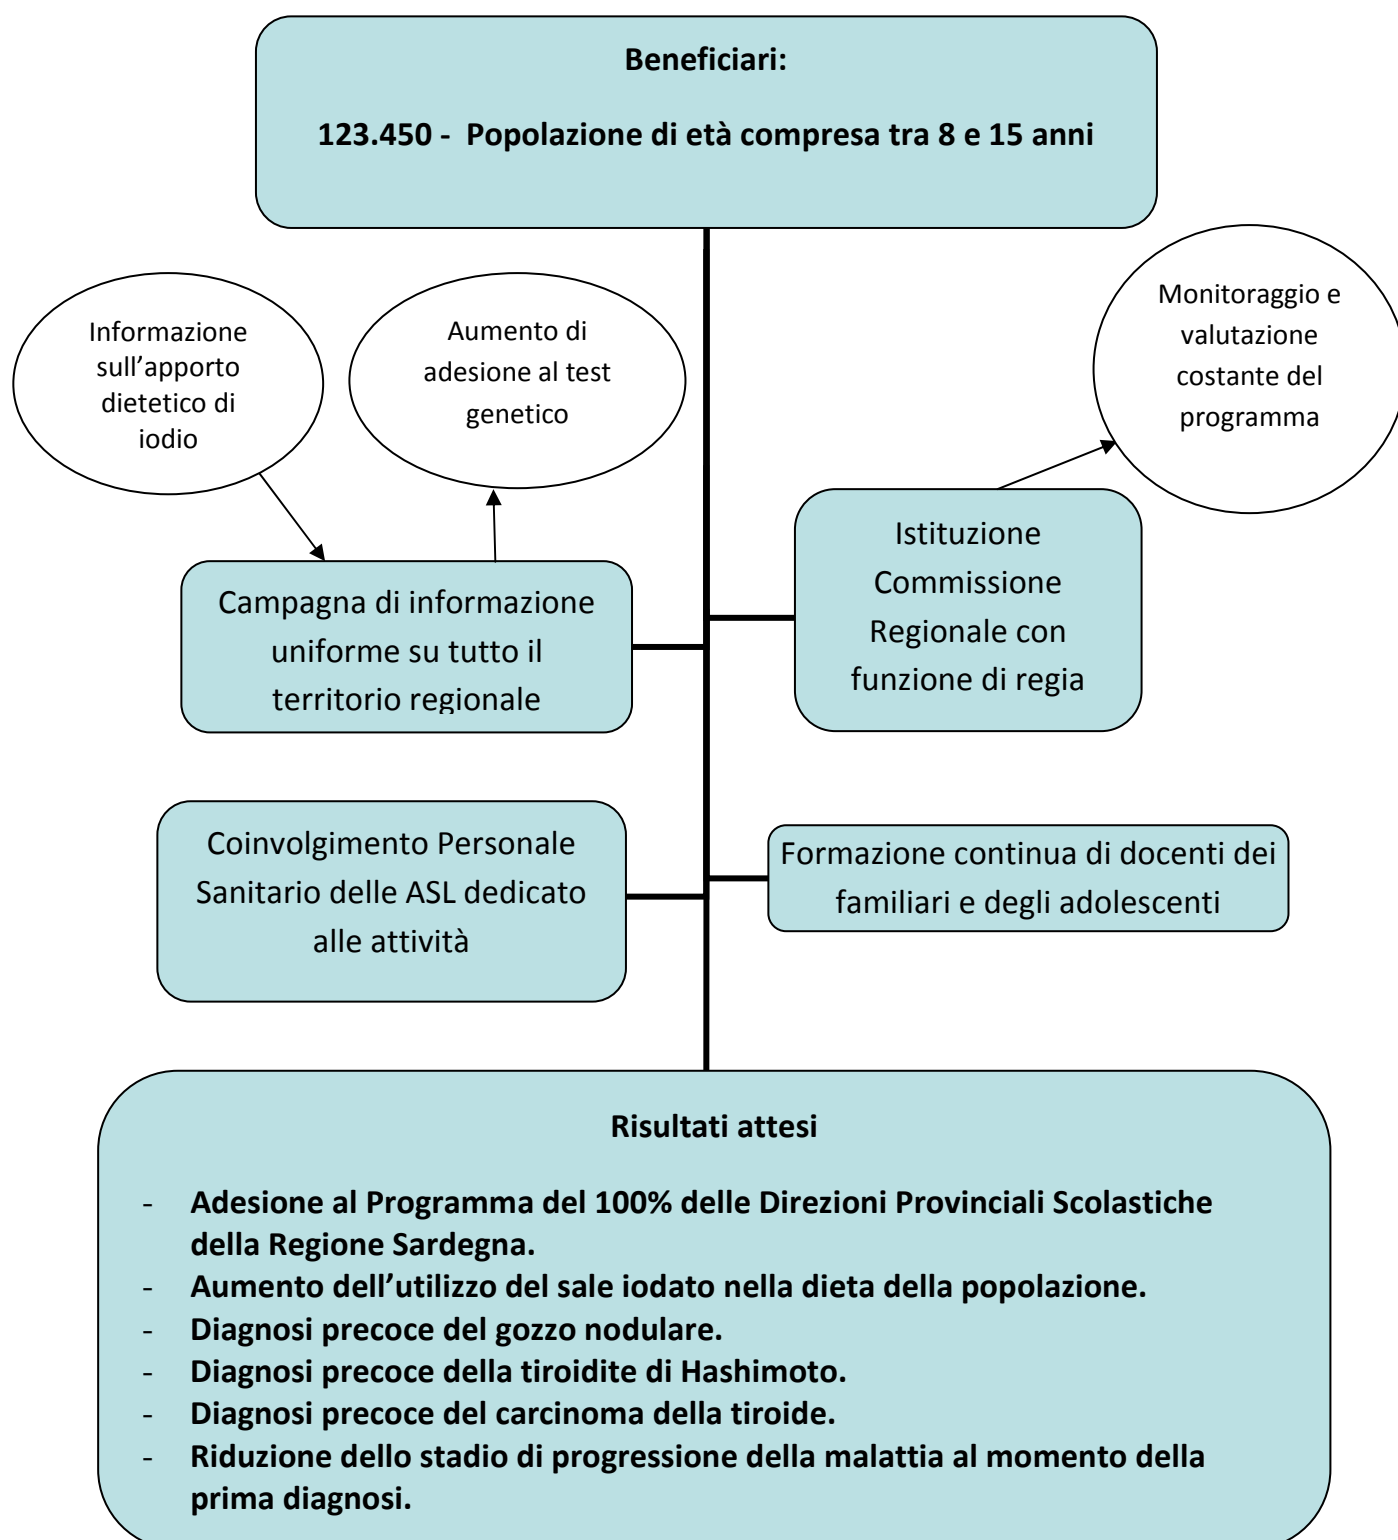 Beneficiari:
123.450 -  Popolazione di età compresa tra 8 e 15 anni
Informazione
sull’apporto
dietetico di
iodio
Aumento di
adesione al test
genetico
Monitoraggio e
valutazione
costante del
programma
Campagna di informazione
uniforme su tutto il
territorio regionale
Istituzione
Commissione
Regionale con
funzione di regia
Coinvolgimento Personale
Sanitario delle ASL dedicato
alle attività
Formazione continua di docenti dei
familiari e degli adolescenti
Risultati attesi
- Adesione al Programma del 100% delle Direzioni Provinciali Scolastiche
della Regione Sardegna.
- Aumento dell’utilizzo del sale iodato nella dieta della popolazione.
- Diagnosi precoce del gozzo nodulare.
- Diagnosi precoce della tiroidite di Hashimoto.
- Diagnosi precoce del carcinoma della tiroide.
- Riduzione dello stadio di progressione della malattia al momento della
prima diagnosi.